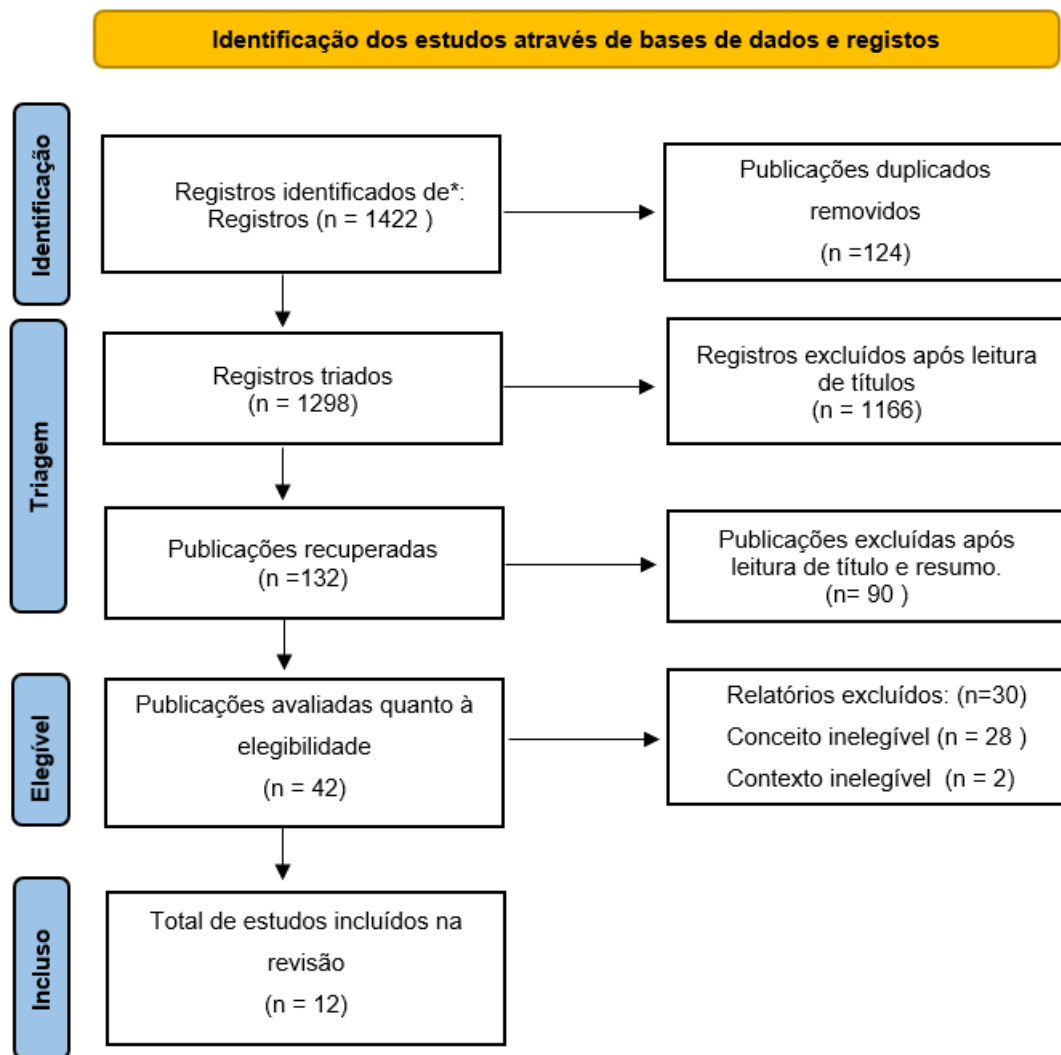 Identificação dos estudos através de bases de dados e registos
Identificação
Registros identificados de*:
Registros (n = 1422 )
Publicações duplicados
removidos
(n =124)
Triagem
Registros triados
(n = 1298)
Registros excluídos após leitura
de títulos
(n = 1166)
Publicações recuperadas
(n =132)
Publicações excluídas após
leitura de título e resumo.
(n= 90 )
Elegível
Publicações avaliadas quanto à
elegibilidade
(n = 42)
Relatórios excluídos: (n=30)
Conceito inelegível (n = 28 )
Contexto inelegível  (n = 2)
Incluso
Total de estudos incluídos na
revisão
(n = 12)